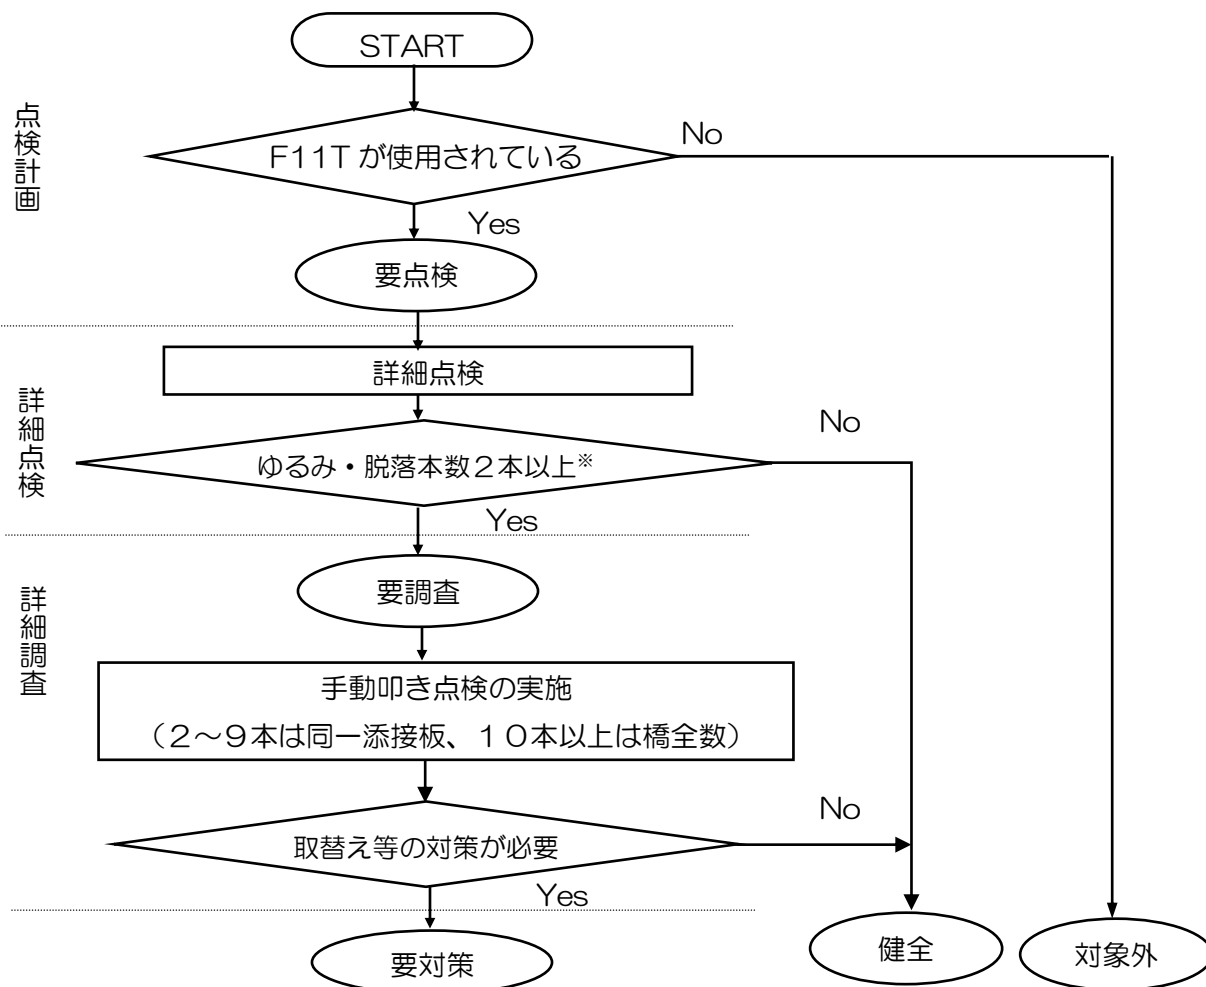 START
点検計画
F11Tが使用されている
No
Yes
要点検
詳細点検
詳細点検
No
ゆるみ・脱落本数2本以上※
Yes
要調査
詳細調査
手動叩き点検の実施
(2~9本は同一添接板、10本以上は橋全数)
No
取替え等の対策が必要
Yes
健全
対象外
要対策